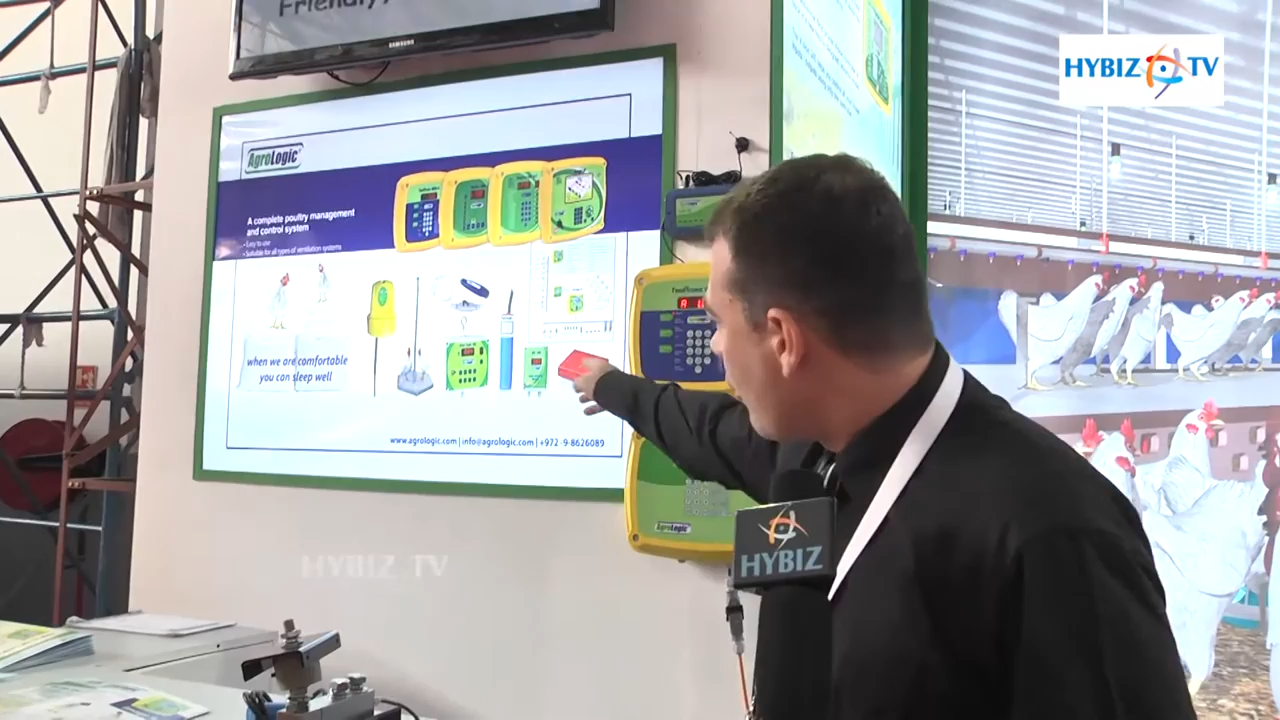 Friendly,
SAMSUNG
HYBIZ TV
AgroLogic
A complete poultry management
and control system
• Easy to use
• Suitable for all types of ventilation systems
when we are comfortable
you can sleep well
www.agrologic.com | info@agrologic.com | +972-9-8626089
AgroLogic
HYBIZ
HYBIZ TV